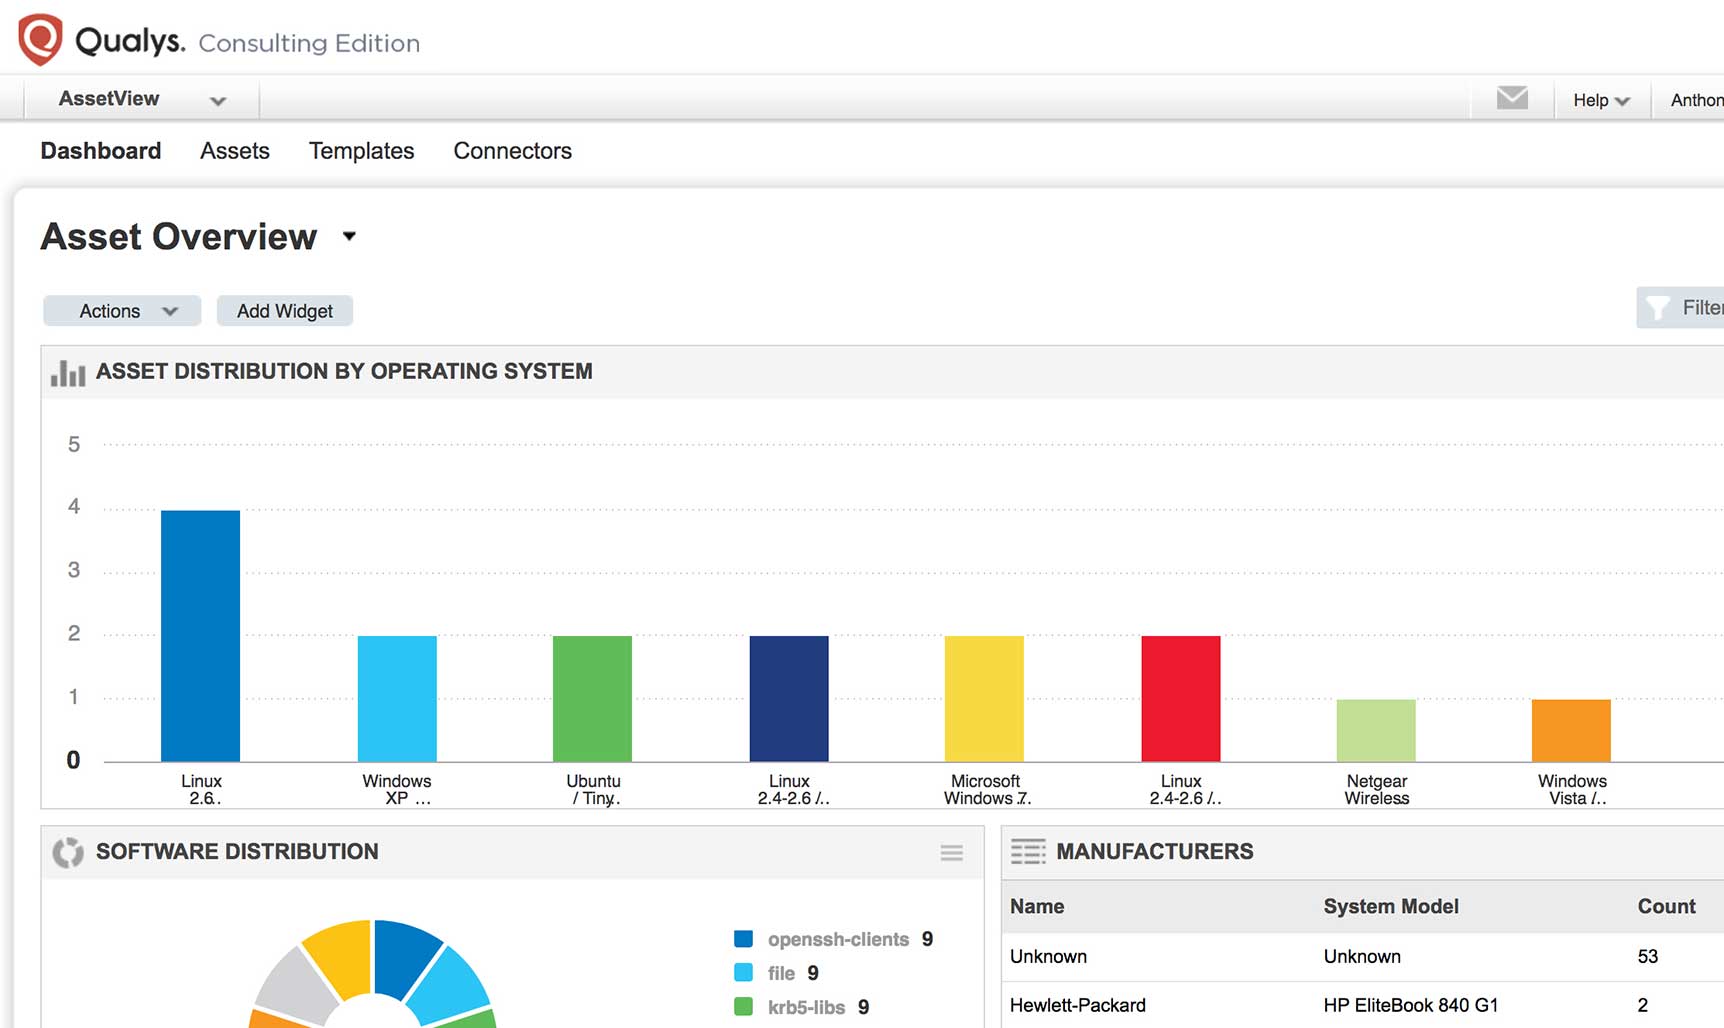 Qualys. Consulting Edition
AssetView
Help
Anthon
Dashboard Assets Templates Connectors
Asset Overview
Actions Add Widget
Filter
ASSET DISTRIBUTION BY OPERATING SYSTEM
5
4
3
2
1
0
Linux 2.6..
Windows XP ...
Ubuntu / Tiny..
Linux 2.4-2.6 /..
Microsoft Windows 7..
Linux 2.4-2.6 /..
Netgear Wireless
Windows Vista /..
SOFTWARE DISTRIBUTION
openssh-clients 9
file 9
krb5-libs 9
MANUFACTURERS
Name System Model Count
Unknown Unknown 53
Hewlett-Packard HP EliteBook 840 G1 2